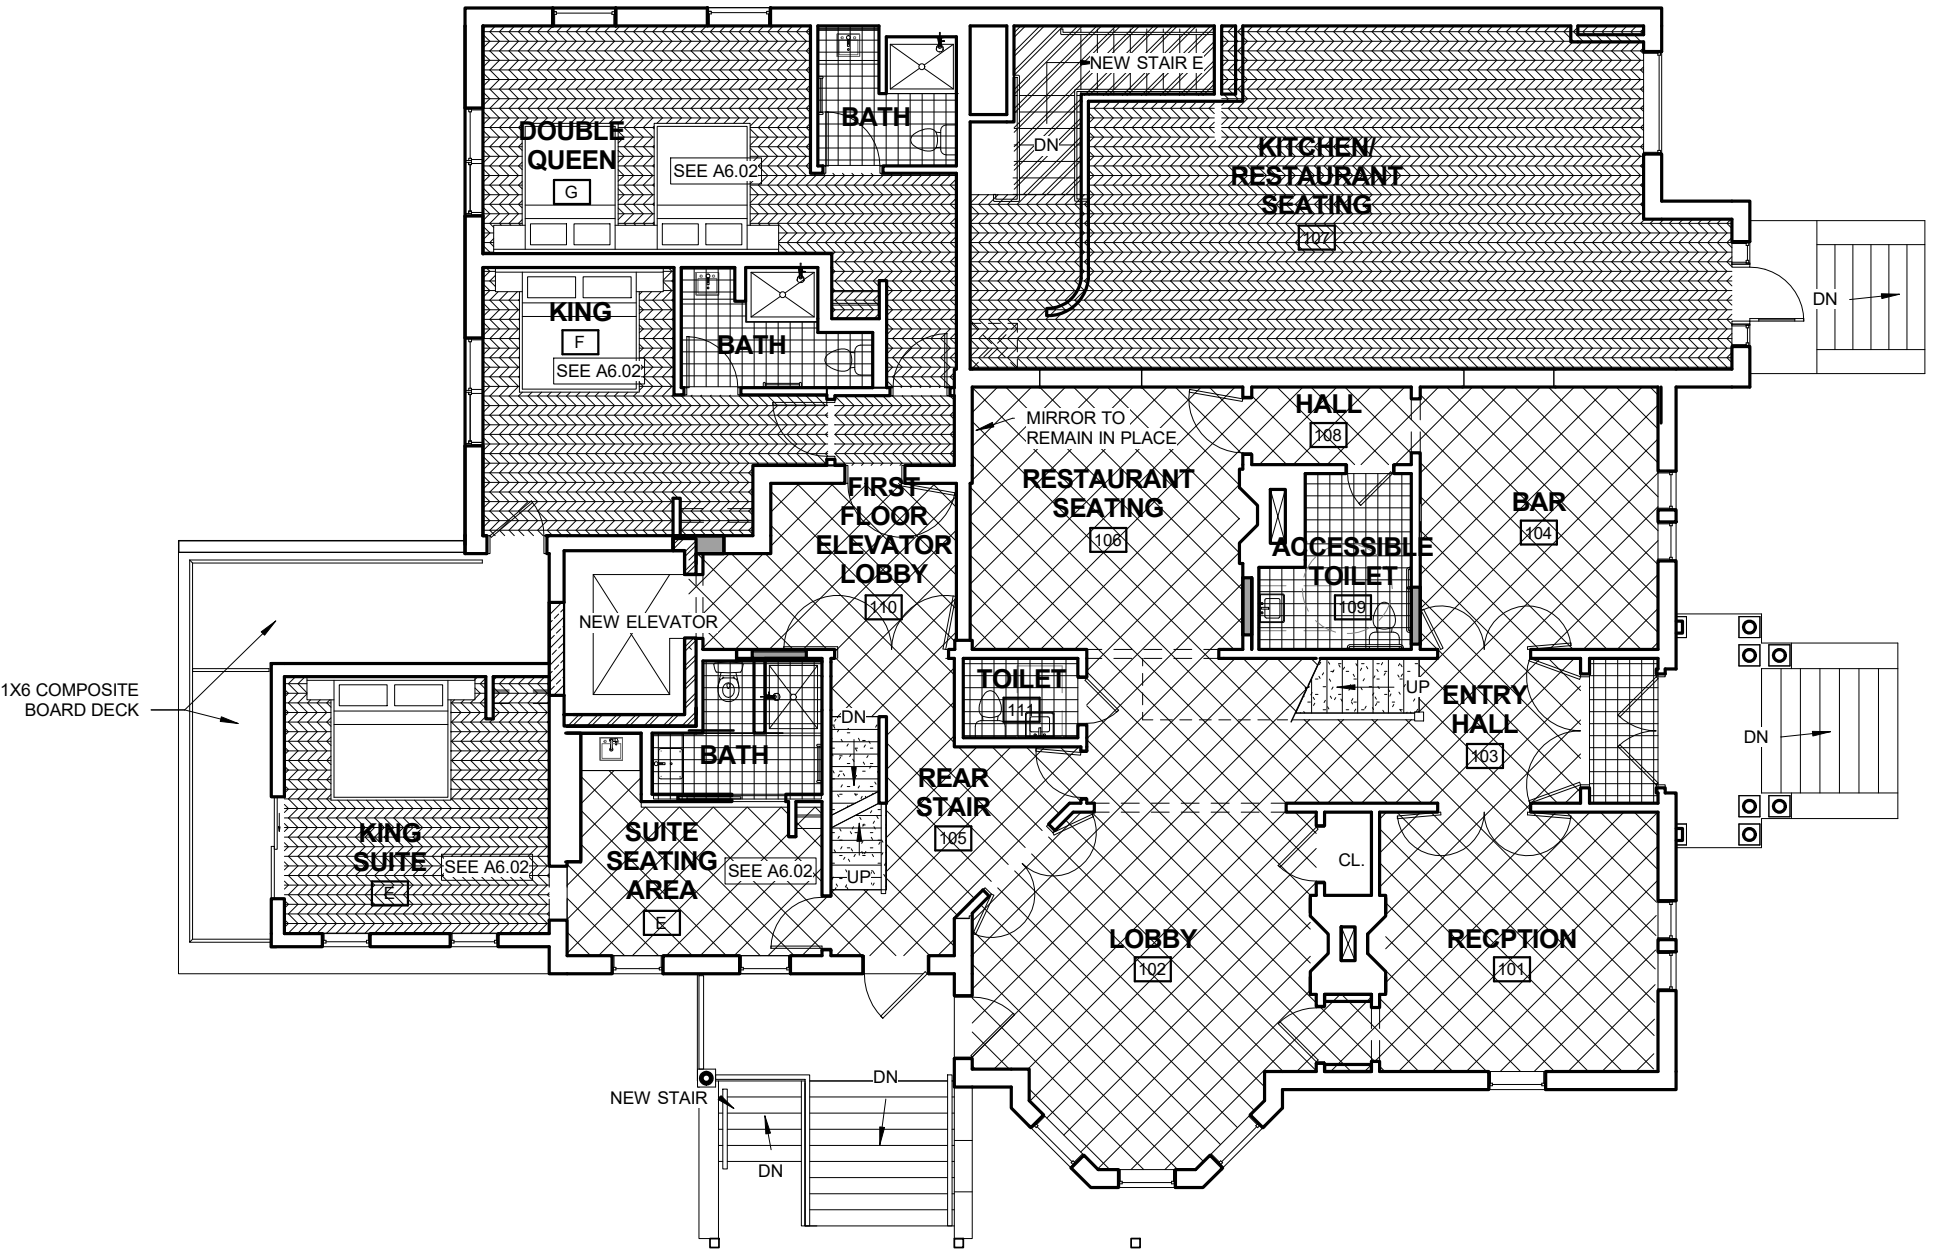 NEW STAIR E
BATH
DOUBLE
QUEEN
G
SEE A6.02
DN
KITCHEN/
RESTAURANT
SEATING
107
DN
KING
F
SEE A6.02
BATH
MIRROR TO
REMAIN IN PLACE
HALL
108
RESTAURANT
SEATING
106
BAR
104
FIRST
FLOOR
ELEVATOR
LOBBY
110
ACCESSIBLE
TOILET
109
NEW ELEVATOR
1X6 COMPOSITE
BOARD DECK
TOILET
111
UP
ENTRY
HALL
103
DN
DN
BATH
REAR
STAIR
105
KING
SUITE
E
SEE A6.02
SUITE
SEATING
AREA
E
SEE A6.02
UP
CL.
LOBBY
102
RECPTION
101
NEW STAIR
DN
DN